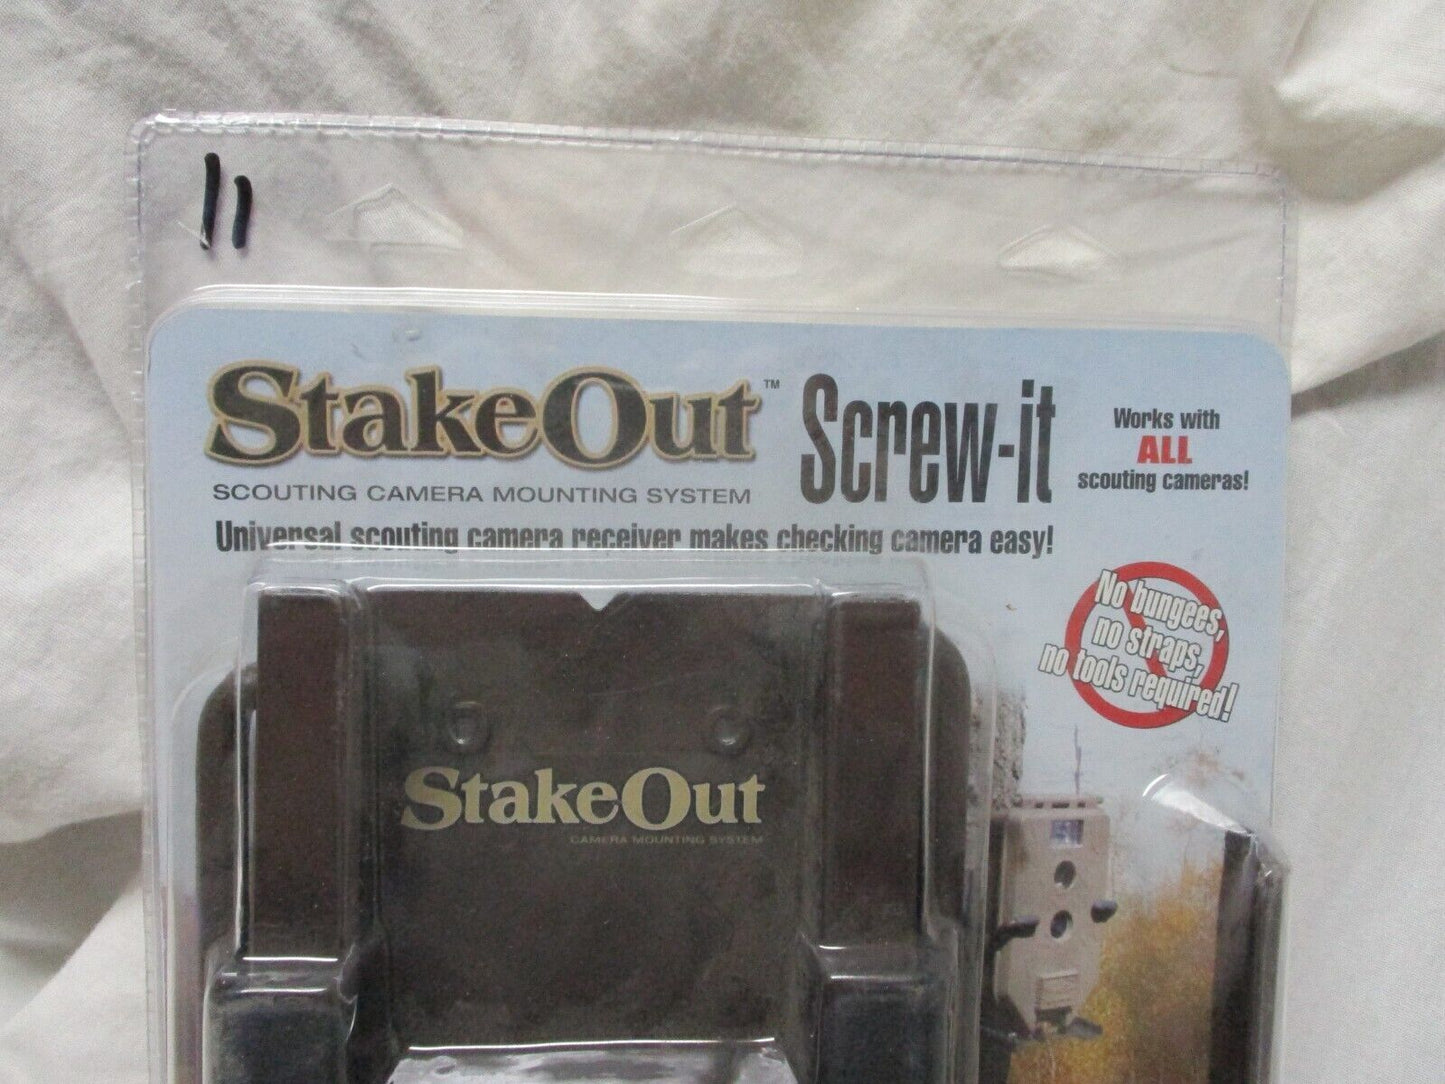 11
StakeOut™ Screw-it
SCOUTING CAMERA MOUNTING SYSTEM
Works with
ALL
scouting cameras!
Universal scouting camera receiver makes checking camera easy!
No bungees,
no straps,
no tools required!
StakeOut
CAMERA MOUNTING SYSTEM